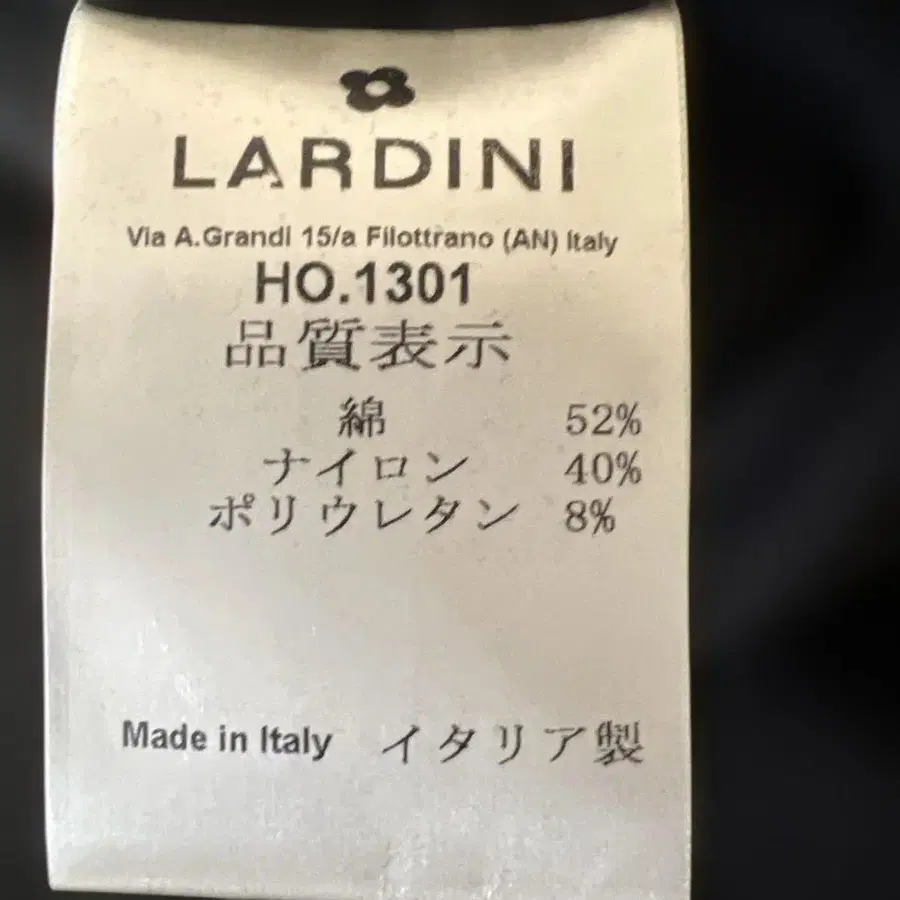 LARDINI
Via A.Grandi 15/a Filottrano (AN) Italy
HO.1301
品質表示
綿 52%
ナイロン 40%
ポリウレタン 8%
Made in Italy イタリア製